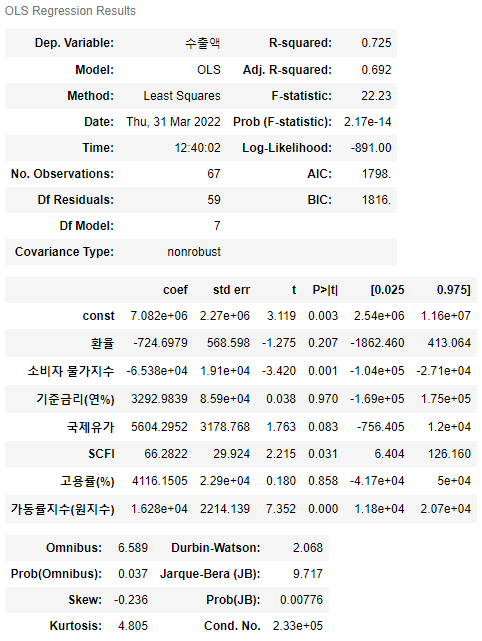 OLS Regression Results
Dep. Variable: 수출액 R-squared: 0.725
Model: OLS Adj. R-squared: 0.692
Method: Least Squares F-statistic: 22.23
Date: Thu, 31 Mar 2022 Prob (F-statistic): 2.17e-14
Time: 12:40:02 Log-Likelihood: -891.00
No. Observations: 67 AIC: 1798.
Df Residuals: 59 BIC: 1816.
Df Model: 7
Covariance Type: nonrobust
coef std err t P>|t| [0.025 0.975]
const 7.082e+06 2.27e+06 3.119 0.003 2.54e+06 1.16e+07
환율 -724.6979 568.598 -1.275 0.207 -1862.460 413.064
소비자 물가지수 -6.538e+04 1.91e+04 -3.420 0.001 -1.04e+05 -2.71e+04
기준금리(연%) 3292.9839 8.59e+04 0.038 0.970 -1.69e+05 1.75e+05
국제유가 5604.2952 3178.768 1.763 0.083 -756.405 1.2e+04
SCFI 66.2822 29.924 2.215 0.031 6.404 126.160
고용률(%) 4116.1505 2.29e+04 0.180 0.858 -4.17e+04 5e+04
가동률지수(원지수) 1.628e+04 2214.139 7.352 0.000 1.18e+04 2.07e+04
Omnibus: 6.589 Durbin-Watson: 2.068
Prob(Omnibus): 0.037 Jarque-Bera (JB): 9.717
Skew: -0.236 Prob(JB): 0.00776
Kurtosis: 4.805 Cond. No. 2.33e+05